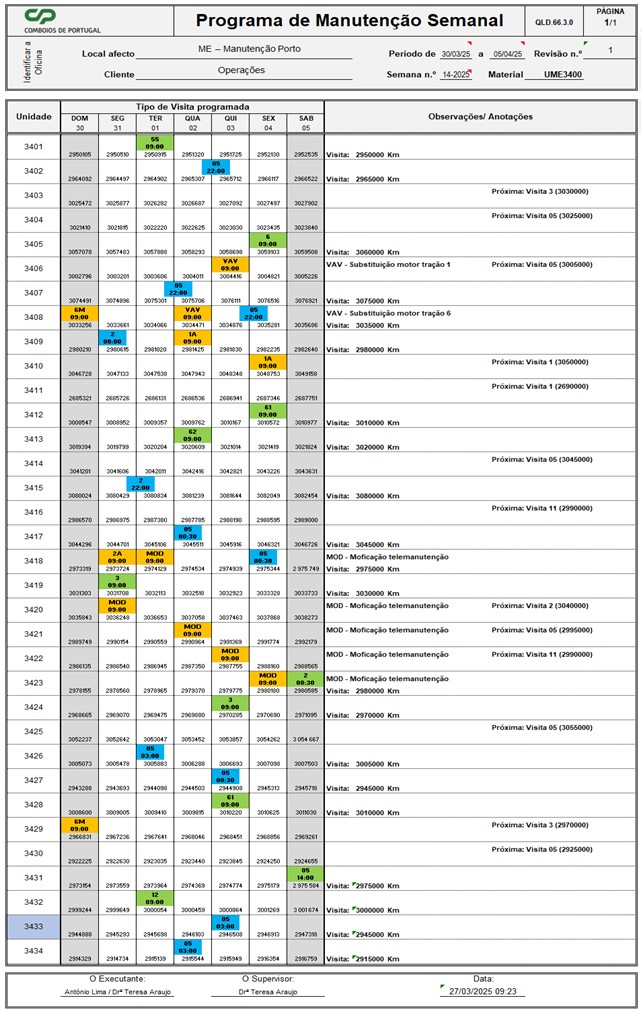 CP
COMBOIOS DE PORTUGAL
Programa de Manutenção Semanal
QLD.66.3.0
PÁGINA
1/1
Identificar a Oficina
Local afecto ME – Manutenção Porto
Período de 30/03/25 a 05/04/25 Revisão n.º 1
Cliente Operações
Semana n.º 14-2025 Material UME3400
Unidade
Tipo de Visita programada
Observações/ Anotações
DOM SEG TER QUA QUI SEX SAB
30 31 01 02 03 04 05
3401 55 09:00
2950105 2950510 2950915 2951320 2951725 2952130 2952535 Visita: 2950000 Km
3402 05 22:00
2964092 2964497 2964902 2965307 2965712 2966117 2966522 Visita: 2965000 Km
3403 Próxima: Visita 3 (3030000)
3025472 3025877 3026282 3026687 3027092 3027497 3027902
3404 Próxima: Visita 05 (3025000)
3021410 3021815 3022220 3022625 3023030 3023435 3023840
3405 6 09:00
3057078 3057483 3057888 3058293 3058698 3059103 3059508 Visita: 3060000 Km
3406 VAV 09:00 VAV - Substituição motor tração 1 Próxima: Visita 05 (3005000)
3002796 3003201 3003606 3004011 3004416 3004821 3005226
3407 05 22:00
3074491 3074896 3075301 3075706 3076111 3076516 3076921 Visita: 3075000 Km
3408 6M 09:00 VAV 09:00 05 22:00 VAV - Substituição motor tração 6
3033256 3033661 3034066 3034471 3034876 3035281 3035686 Visita: 3035000 Km
3409 2 00:00 1A 09:00
2980210 2980615 2981020 2981425 2981830 2982235 2982640 Visita: 2980000 Km
3410 1A 09:00 Próxima: Visita 1 (3050000)
3046728 3047133 3047538 3047943 3048348 3048753 3049158
3411 Próxima: Visita 1 (2690000)
2685321 2685726 2686131 2686536 2686941 2687346 2687751
3412 61 09:00
3008547 3008952 3009357 3009762 3010167 3010572 3010977 Visita: 3010000 Km
3413 62 09:00
3019394 3019799 3020204 3020609 3021014 3021419 3021824 Visita: 3020000 Km
3414 Próxima: Visita 05 (3045000)
3041201 3041606 3042011 3042416 3042821 3043226 3043631
3415 2 22:00
3080024 3080429 3080834 3081239 3081644 3082049 3082454 Visita: 3080000 Km
3416 Próxima: Visita 11 (2990000)
2986570 2986975 2987380 2987785 2988190 2988595 2989000
3417 05 00:30
3044296 3044701 3045106 3045511 3045916 3046321 3046726 Visita: 3045000 Km
3418 2A 09:00 MOD 09:00 05 00:30 MOD - Moficação telemanutenção
2973319 2973724 2974129 2974534 2974939 2975344 2 975 749 Visita: 2975000 Km
3419 3 09:00
3031303 3031708 3032113 3032518 3032923 3033328 3033733 Visita: 3030000 Km
3420 MOD 09:00 MOD - Moficação telemanutenção Próxima: Visita 2 (3040000)
3035843 3036248 3036653 3037058 3037463 3037868 3038273
3421 MOD 09:00 MOD - Moficação telemanutenção Próxima: Visita 05 (2995000)
2989749 2990154 2990559 2990964 2991369 2991774 2992179
3422 MOD 09:00 MOD - Moficação telemanutenção Próxima: Visita 11 (2990000)
2986135 2986540 2986945 2987350 2987755 2988160 2988565
3423 MOD 09:00 2 08:30 MOD - Moficação telemanutenção
2978155 2978560 2978965 2979370 2979775 2980180 2980585 Visita: 2980000 Km
3424 3 09:00
2968665 2969070 2969475 2969880 2970285 2970690 2971095 Visita: 2970000 Km
3425 Próxima: Visita 05 (3055000)
3052237 3052642 3053047 3053452 3053857 3054262 3 054 667
3426 05 03:00
3005073 3005478 3005883 3006288 3006693 3007098 3007503 Visita: 3005000 Km
3427 05 00:30
2943288 2943693 2944098 2944503 2944908 2945313 2945718 Visita: 2945000 Km
3428 61 09:00
3008600 3009005 3009410 3009815 3010220 3010625 3011030 Visita: 3010000 Km
3429 6M 09:00 Próxima: Visita 3 (2970000)
2966831 2967236 2967641 2968046 2968451 2968856 2969261
3430 Próxima: Visita 05 (2925000)
2922225 2922630 2923035 2923440 2923845 2924250 2924655
3431 05 14:00
2973154 2973559 2973964 2974369 2974774 2975179 2 975 584 Visita: 2975000 Km
3432 12 09:00
2999244 2999649 3000054 3000459 3000864 3001269 3 001 674 Visita: 3000000 Km
3433 05 03:00
2944888 2945293 2945698 2946103 2946508 2946913 2947318 Visita: 2945000 Km
3434 05 03:00
2914329 2914734 2915139 2915544 2915949 2916354 2916759 Visita: 2915000 Km
O Executante: O Supervisor: Data:
António Lima / Drª Teresa Araujo Drª Teresa Araujo 27/03/2025 09:23